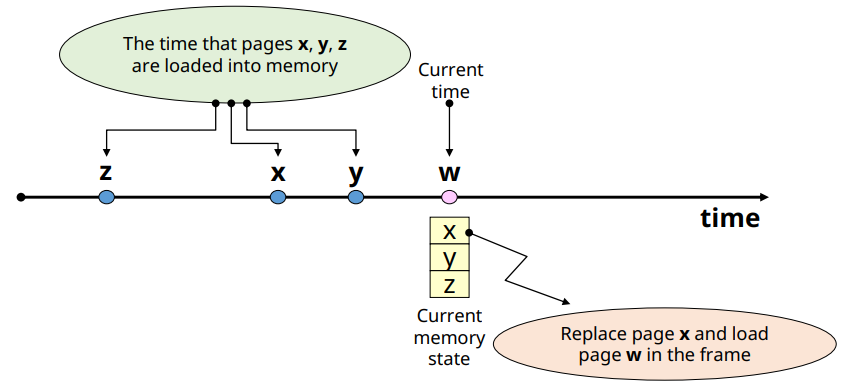 The time that pages x, y, z
are loaded into memory
Current
time
z
x
y
w
time
x
y
z
Current
memory
state
Replace page x and load
page w in the frame